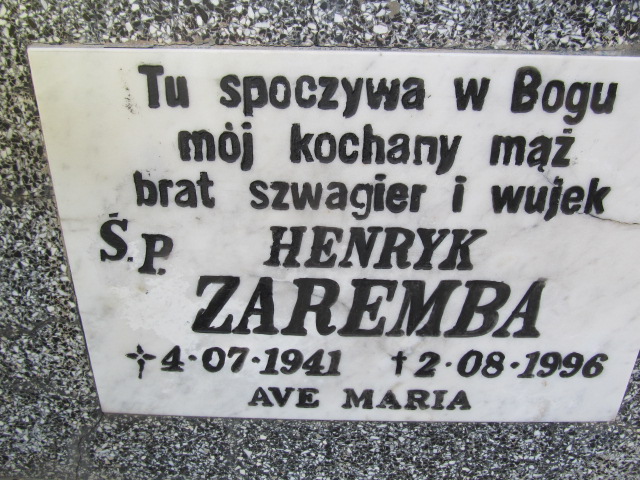 Tu spoczywa w Bogu
mój kochany mąż
brat szwagier i wujek
Ś.P. HENRYK
ZAREMBA
4·07·1941 †2·08·1996
AVE MARIA